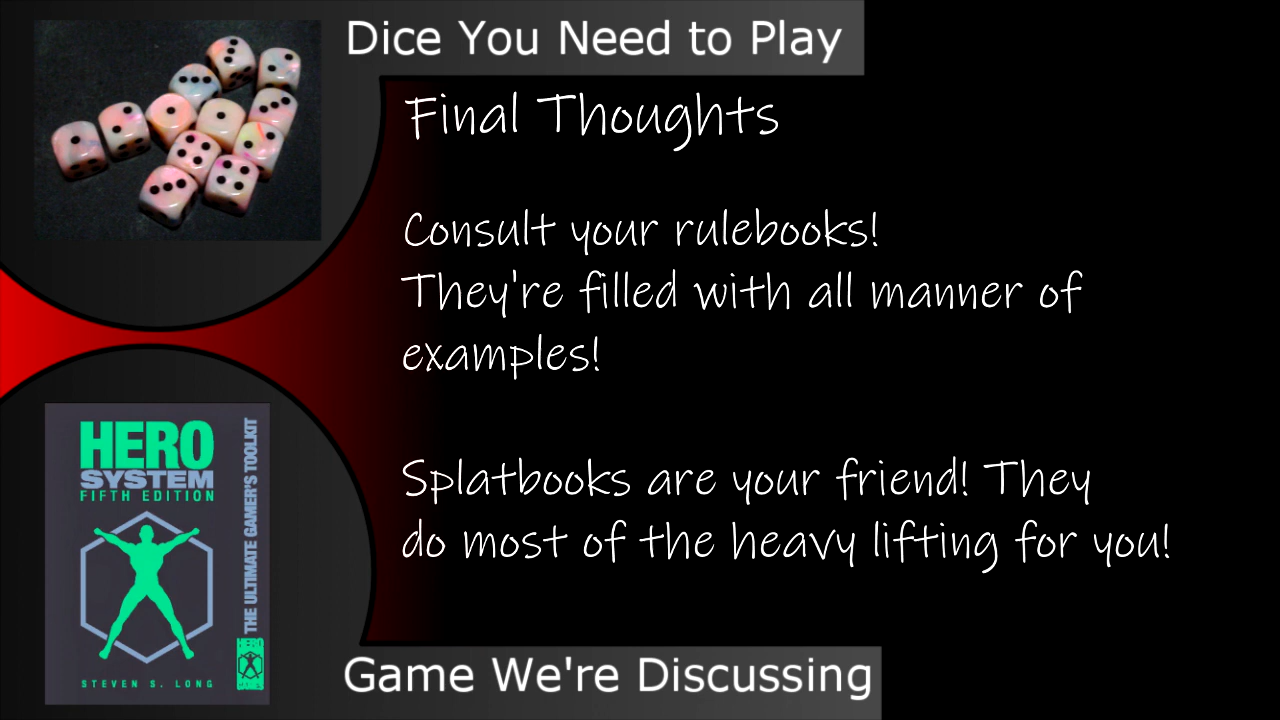 Dice You Need to Play
Final Thoughts
Consult your rulebooks!
They're filled with all manner of
examples!
Splatbooks are your friend! They
do most of the heavy lifting for you!
HERO
SYSTEM
FIFTH EDITION
THE ULTIMATE GAMER'S TOOLKIT
HERO
STEVEN S. LONG
Game We're Discussing